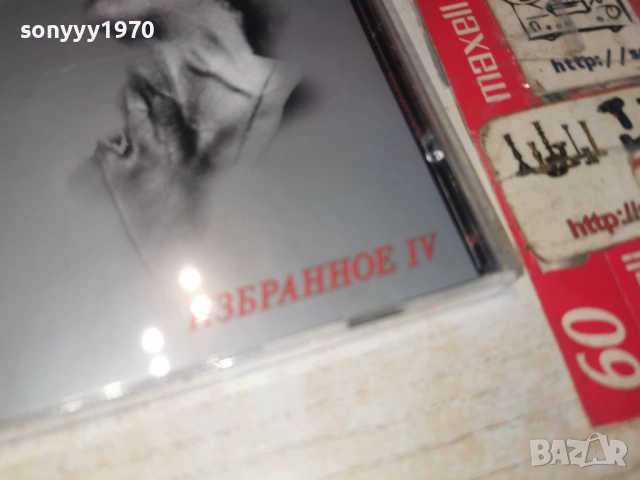 sonyyy1970
maxell
http://s
http://
ИЗБРАННОЕ IV
60
BAZAR